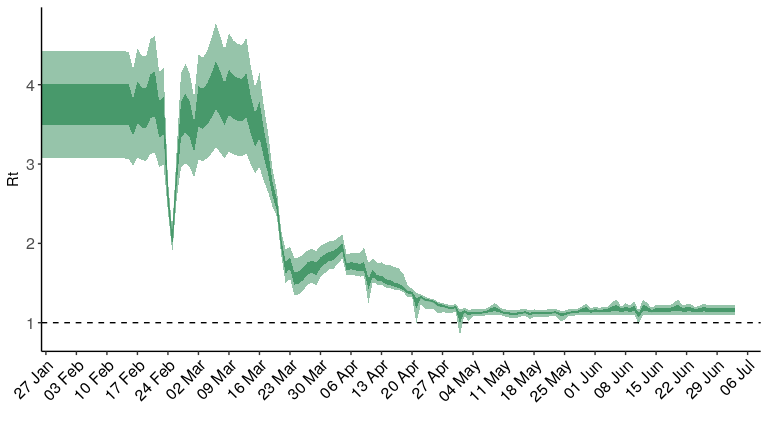 Rt
4
3
2
1
27 Jan
03 Feb
10 Feb
17 Feb
24 Feb
02 Mar
09 Mar
16 Mar
23 Mar
30 Mar
06 Apr
13 Apr
20 Apr
27 Apr
04 May
11 May
18 May
25 May
01 Jun
08 Jun
15 Jun
22 Jun
29 Jun
06 Jul